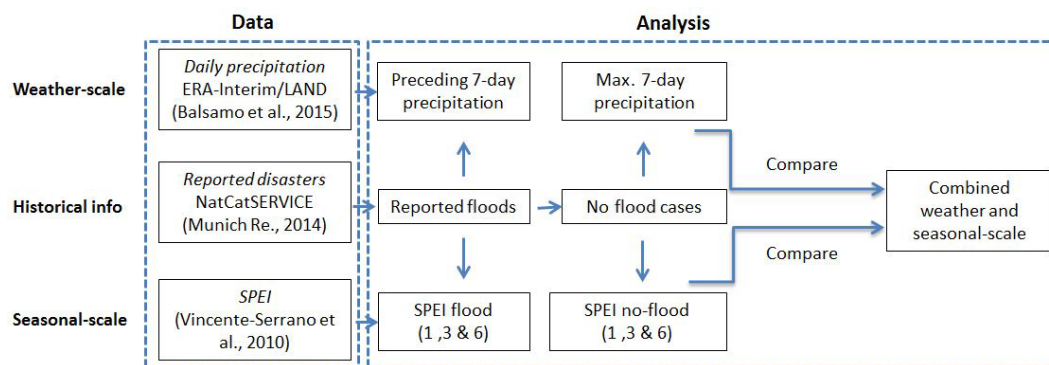 Data
Analysis
Weather-scale
Daily precipitation
ERA-Interim/LAND
(Balsamo et al., 2015)
Preceding 7-day
precipitation
Max. 7-day
precipitation
Compare
Historical info
Reported disasters
NatCatSERVICE
(Munich Re., 2014)
Reported floods
No flood cases
Combined
weather and
seasonal-scale
Compare
Seasonal-scale
SPEI
(Vincente-Serrano et
al., 2010)
SPEI flood
(1 ,3 & 6)
SPEI no-flood
(1 ,3 & 6)